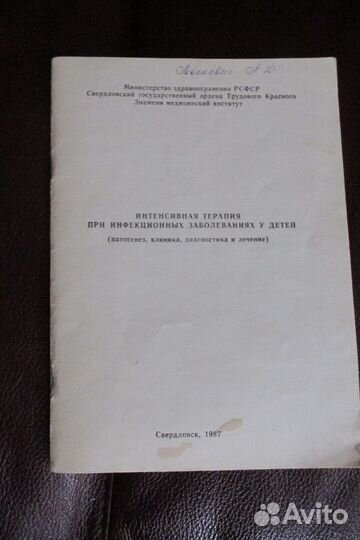 Министерство здравоохранения РСФСР
Свердловский государственный ордена Трудового Красного
Знамени медицинский институт
ИНТЕНСИВНАЯ ТЕРАПИЯ
ПРИ ИНФЕКЦИОННЫХ ЗАБОЛЕВАНИЯХ У ДЕТЕЙ
(патогенез, клиника, диагностика и лечение)
Свердловск, 1987
Avito